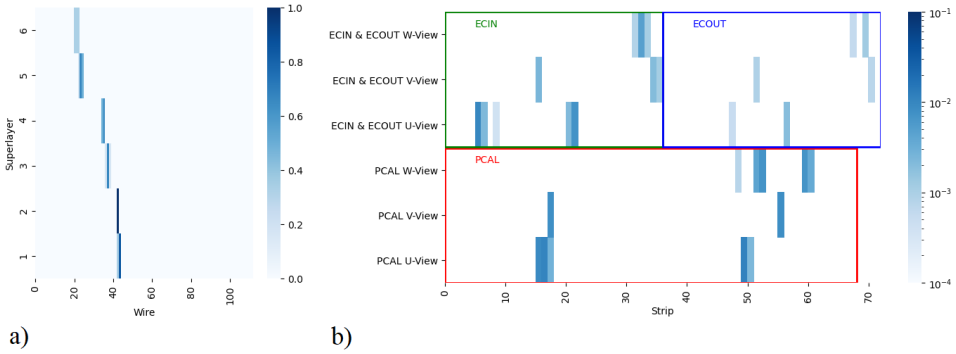 6
5
4
3
2
1
Superlayer
0
20
40
60
80
100
Wire
1.0
0.8
0.6
0.4
0.2
0.0
a)
ECIN & ECOUT W-View
ECIN & ECOUT V-View
ECIN & ECOUT U-View
PCAL W-View
PCAL V-View
PCAL U-View
ECIN
ECOUT
PCAL
0
10
20
30
40
50
60
70
Strip
10⁻¹
10⁻²
10⁻³
10⁻⁴
b)